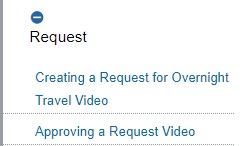 Request
Creating a Request for Overnight
Travel Video
Approving a Request Video